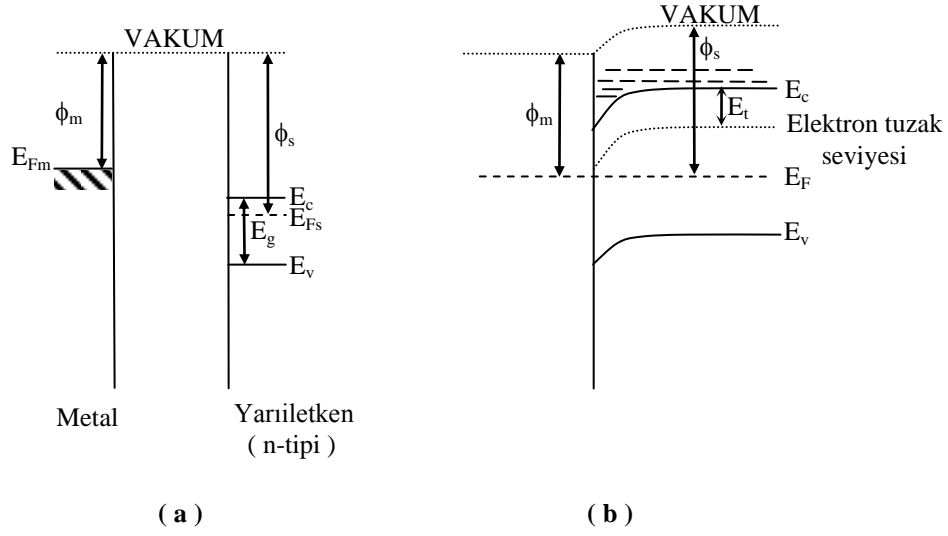 VAKUM
ϕm
ϕs
EFm
Ec
EFs
Eg
Ev
Metal
Yarıiletken
( n-tipi )
( a )
VAKUM
ϕs
ϕm
Ec
Et
Elektron tuzak
seviyesi
EF
Ev
( b )